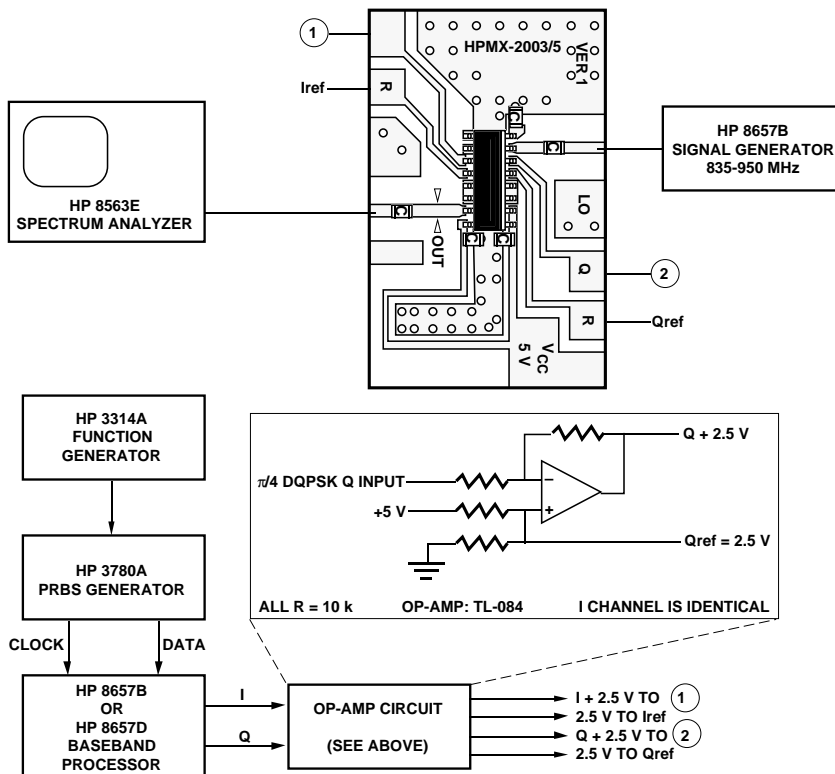 1
HPMX-2003/5
VER 1
R
Iref
C
C
HP 8657B
SIGNAL GENERATOR
835-950 MHz
HP 8563E
SPECTRUM ANALYZER
LO
C
OUT
C
C
Q
2
R
Qref
VCC
5 V
HP 3314A
FUNCTION
GENERATOR
Q + 2.5 V
π/4 DQPSK Q INPUT
−
+5 V
+
Qref = 2.5 V
HP 3780A
PRBS GENERATOR
ALL R = 10 k OP-AMP: TL-084 I CHANNEL IS IDENTICAL
CLOCK DATA
HP 8657B
OR
HP 8657D
BASEBAND
PROCESSOR
I
Q
OP-AMP CIRCUIT
(SEE ABOVE)
I + 2.5 V TO 1
2.5 V TO Iref
Q + 2.5 V TO 2
2.5 V TO Qref